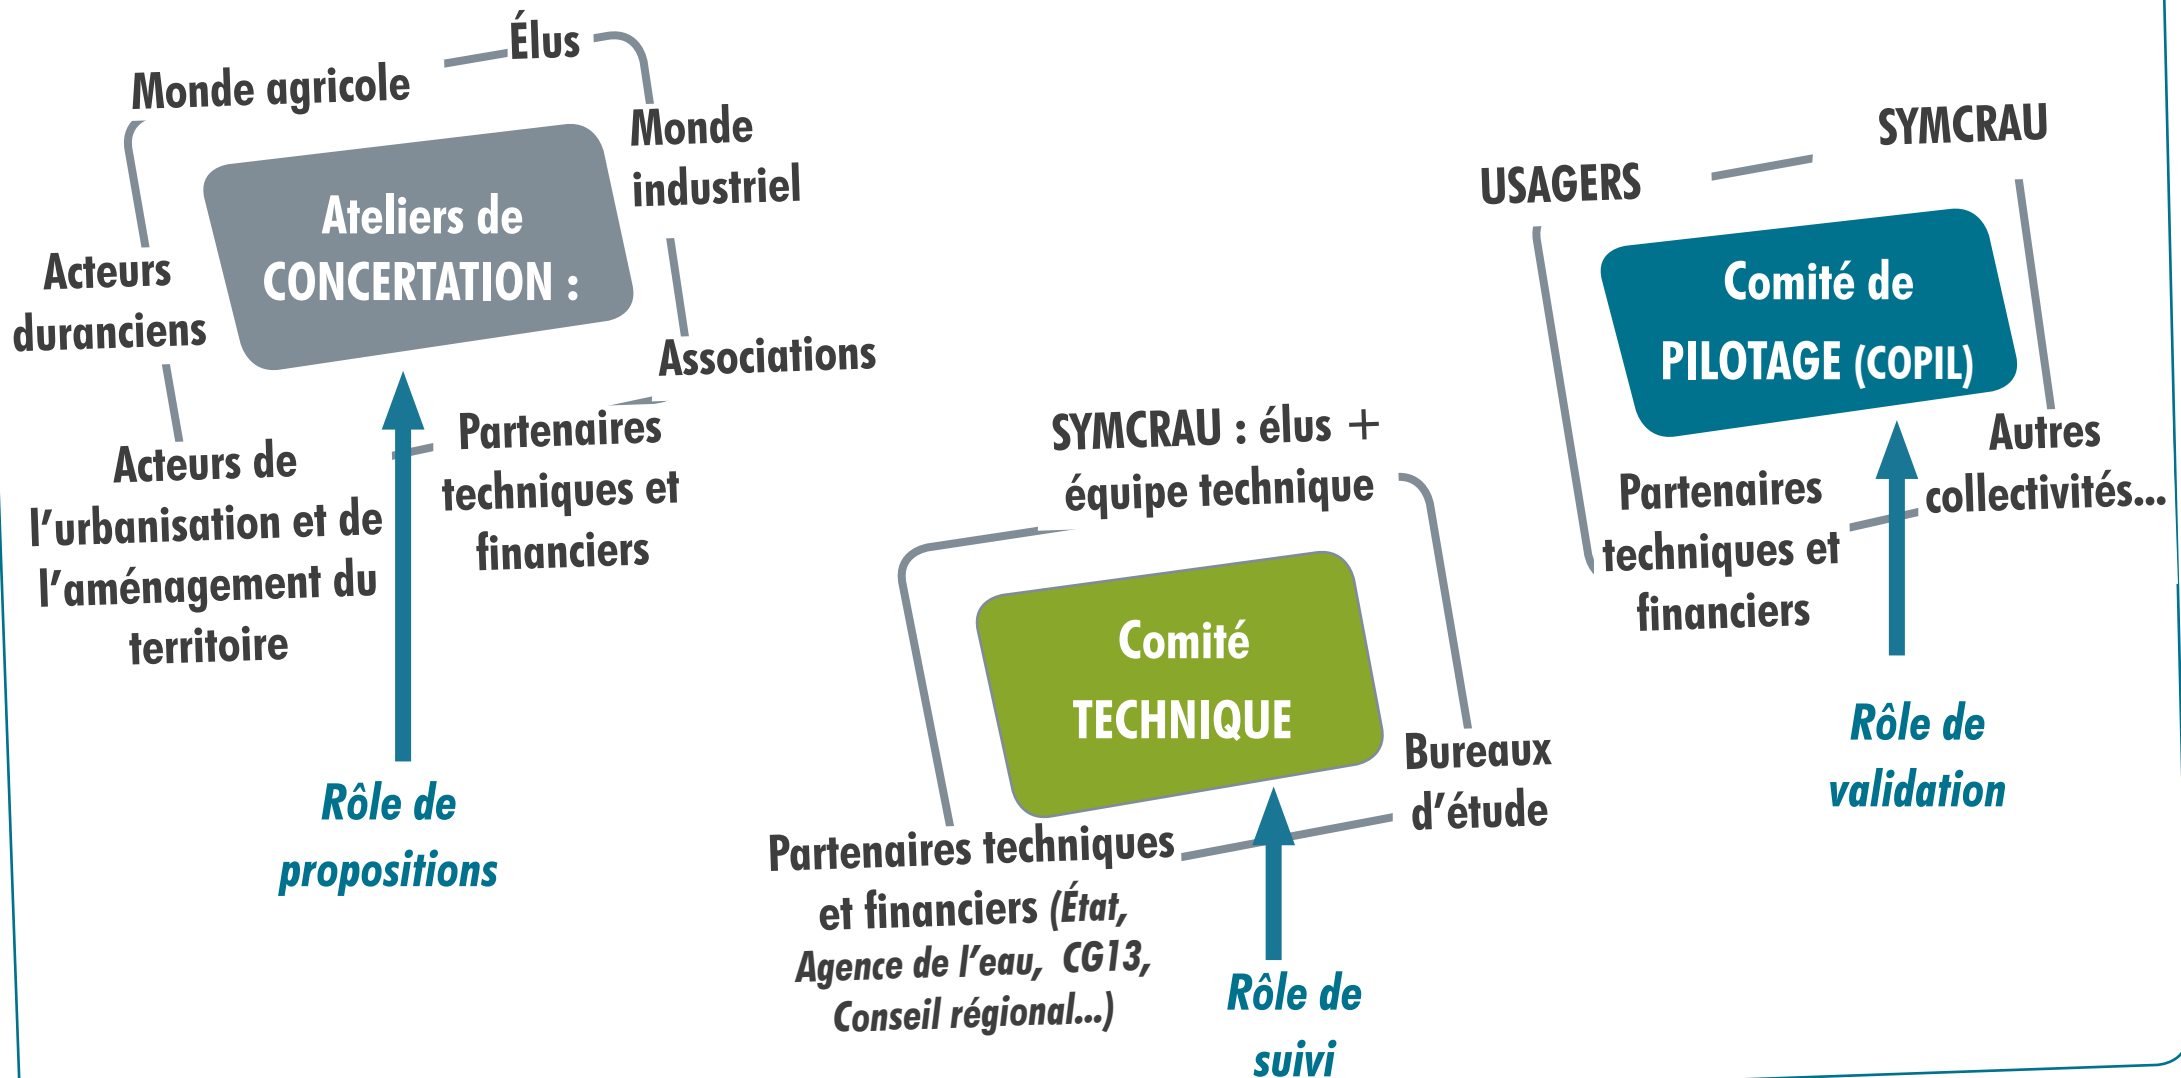 Élus
Monde agricole
Monde
industriel
Ateliers de
CONCERTATION :
Acteurs
duranciens
Associations
Acteurs de
l'urbanisation et de
l'aménagement du
territoire
Partenaires
techniques et
financiers
Rôle de
propositions
SYMCRAU : élus +
équipe technique
Comité
TECHNIQUE
Bureaux
d'étude
Partenaires techniques
et financiers (État,
Agence de l'eau, CG13,
Conseil régional...)
Rôle de
suivi
SYMCRAU
USAGERS
Comité de
PILOTAGE (COPIL)
Autres
collectivités...
Partenaires
techniques et
financiers
Rôle de
validation